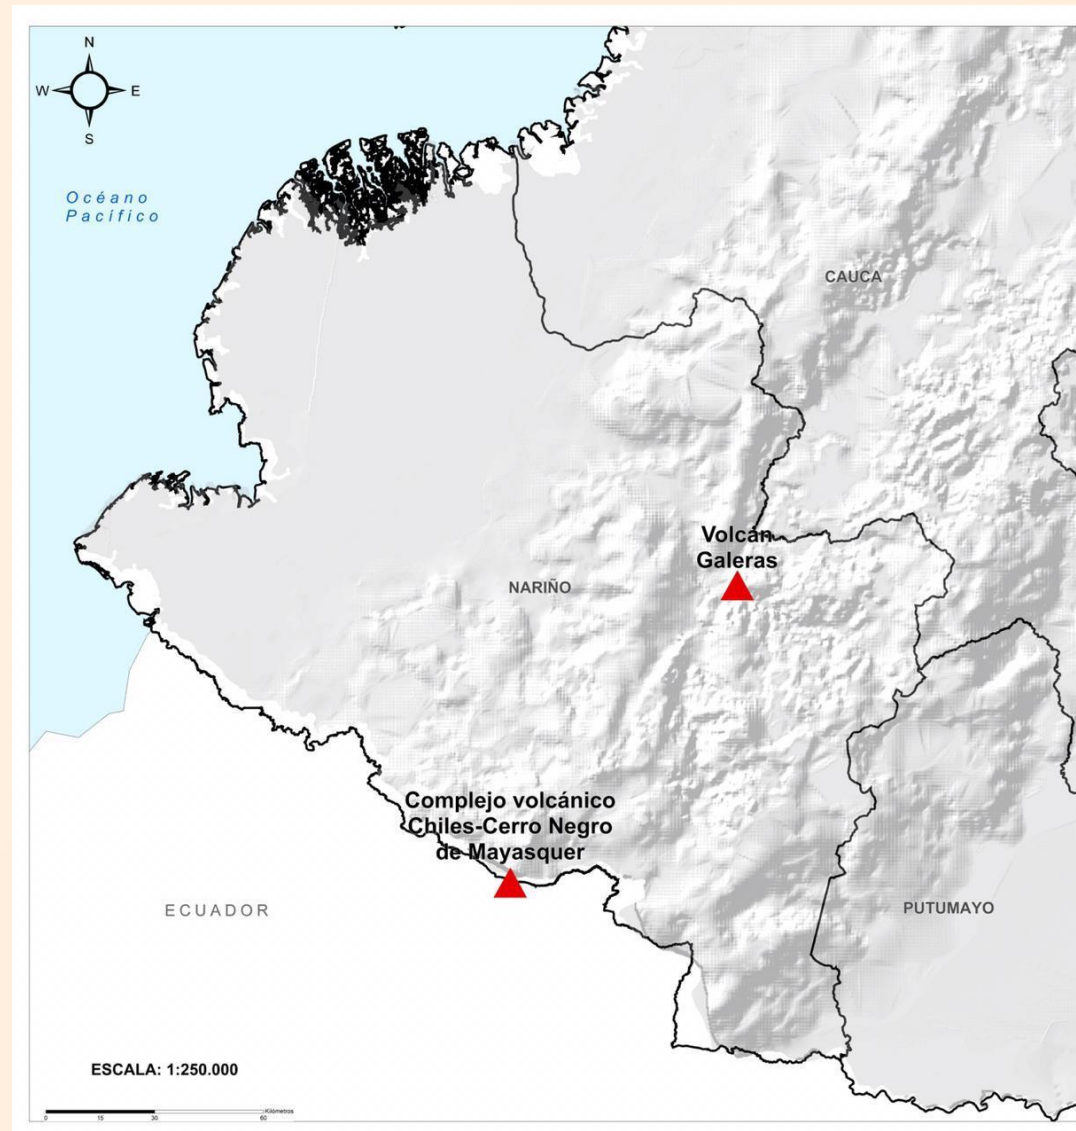 N
W
E
S
Océano
Pacífico
CAUCA
Volcán
Galeras
NARIÑO
Complejo volcánico
Chiles-Cerro Negro
de Mayasquer
ECUADOR
PUTUMAYO
ESCALA: 1:250.000
Kilómetros
0 15 30 60